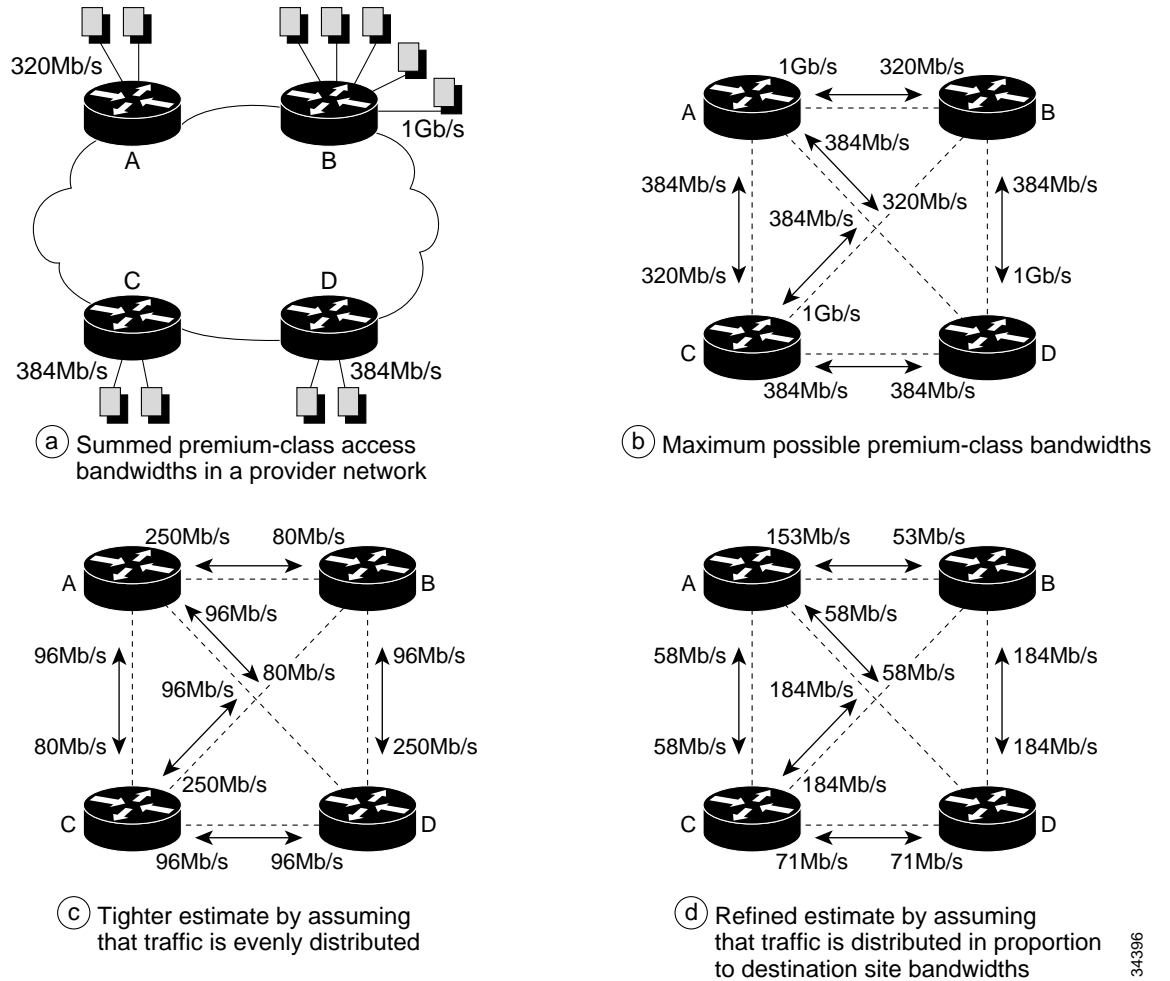 320Mb/s
1Gb/s
A
B
C
D
384Mb/s
384Mb/s
a Summed premium-class access
bandwidths in a provider network
1Gb/s
320Mb/s
A
B
384Mb/s
384Mb/s
384Mb/s
320Mb/s
384Mb/s
320Mb/s
1Gb/s
1Gb/s
C
D
384Mb/s
384Mb/s
b Maximum possible premium-class bandwidths
250Mb/s
80Mb/s
A
B
96Mb/s
96Mb/s
96Mb/s
80Mb/s
96Mb/s
80Mb/s
250Mb/s
250Mb/s
C
D
96Mb/s
96Mb/s
c Tighter estimate by assuming
that traffic is evenly distributed
153Mb/s
53Mb/s
A
B
58Mb/s
58Mb/s
184Mb/s
58Mb/s
184Mb/s
58Mb/s
184Mb/s
184Mb/s
C
D
71Mb/s
71Mb/s
d Refined estimate by assuming
that traffic is distributed in proportion
to destination site bandwidths
34396